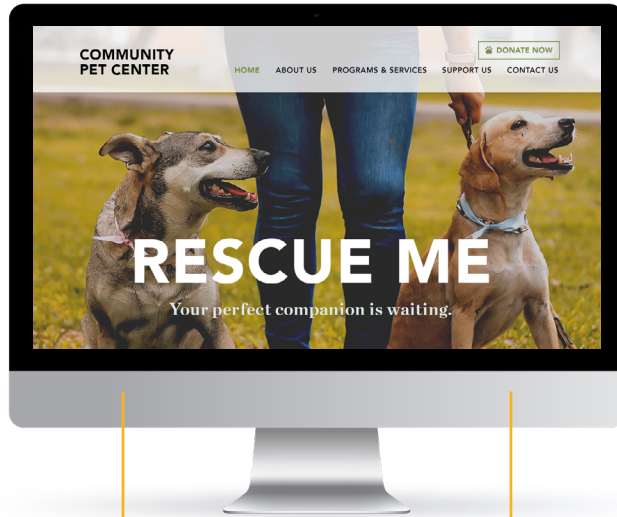 COMMUNITY
PET CENTER
DONATE NOW
HOME ABOUT US PROGRAMS & SERVICES SUPPORT US CONTACT US
RESCUE ME
Your perfect companion is waiting.